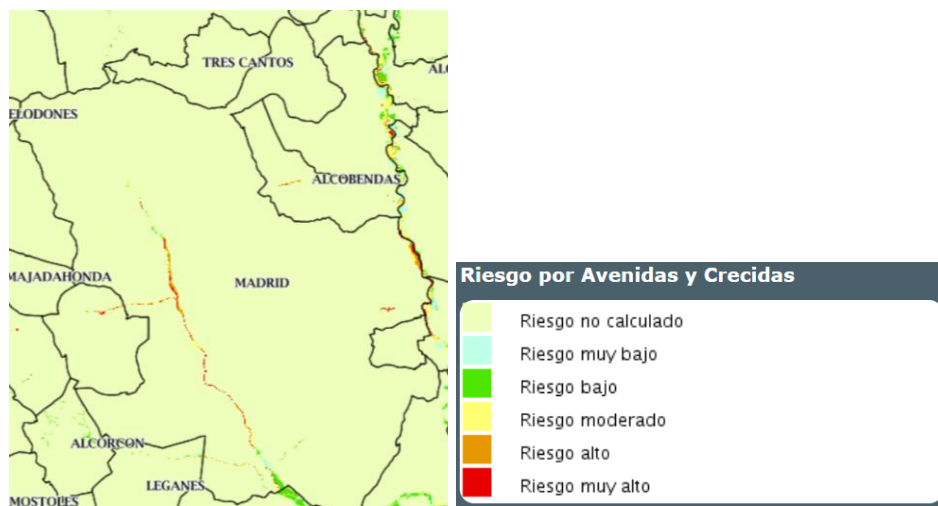 TRES CANTOS
AL
ELODONES
ALCOBENDAS
MAJADAHONDA
MADRID
ALCORCON
LEGANES
MOSTOLES
Riesgo por Avenidas y Crecidas
Riesgo no calculado
Riesgo muy bajo
Riesgo bajo
Riesgo moderado
Riesgo alto
Riesgo muy alto